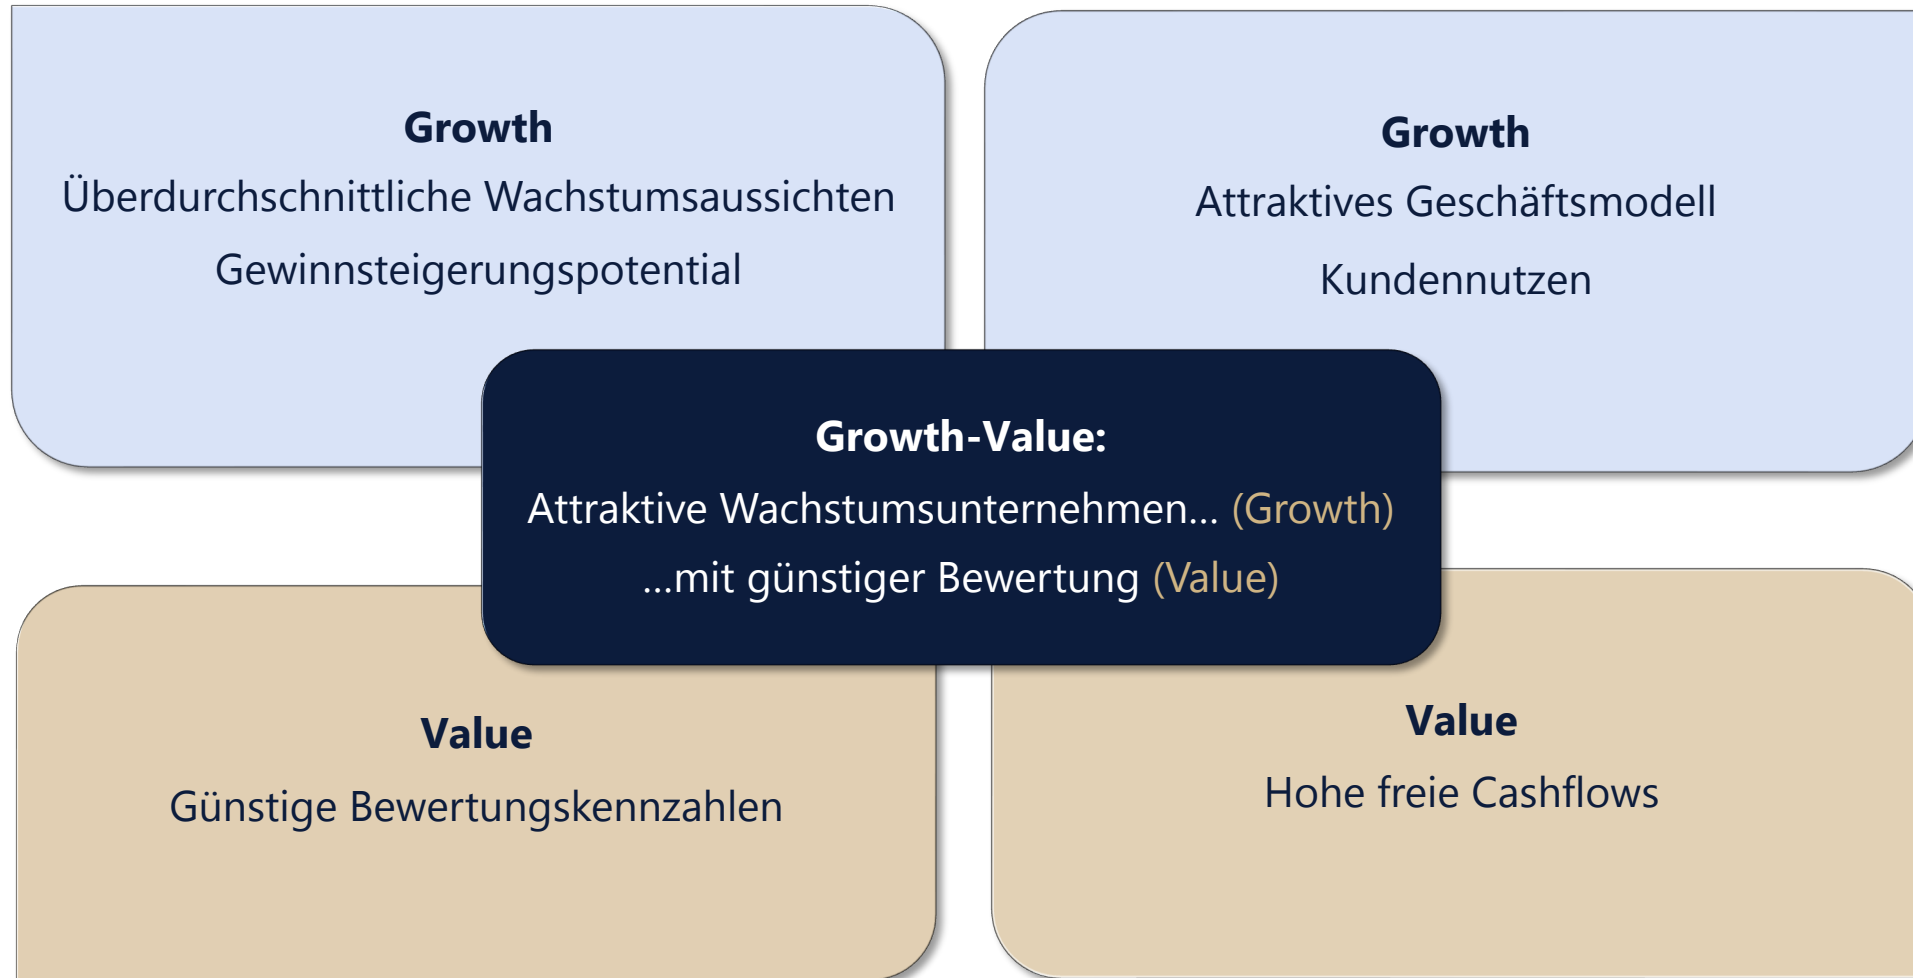 Growth
Überdurchschnittliche Wachstumsaussichten
Gewinnsteigerungspotential
Growth
Attraktives Geschäftsmodell
Kundennutzen
Growth-Value:
Attraktive Wachstumsunternehmen... (Growth)
...mit günstiger Bewertung (Value)
Value
Günstige Bewertungskennzahlen
Value
Hohe freie Cashflows